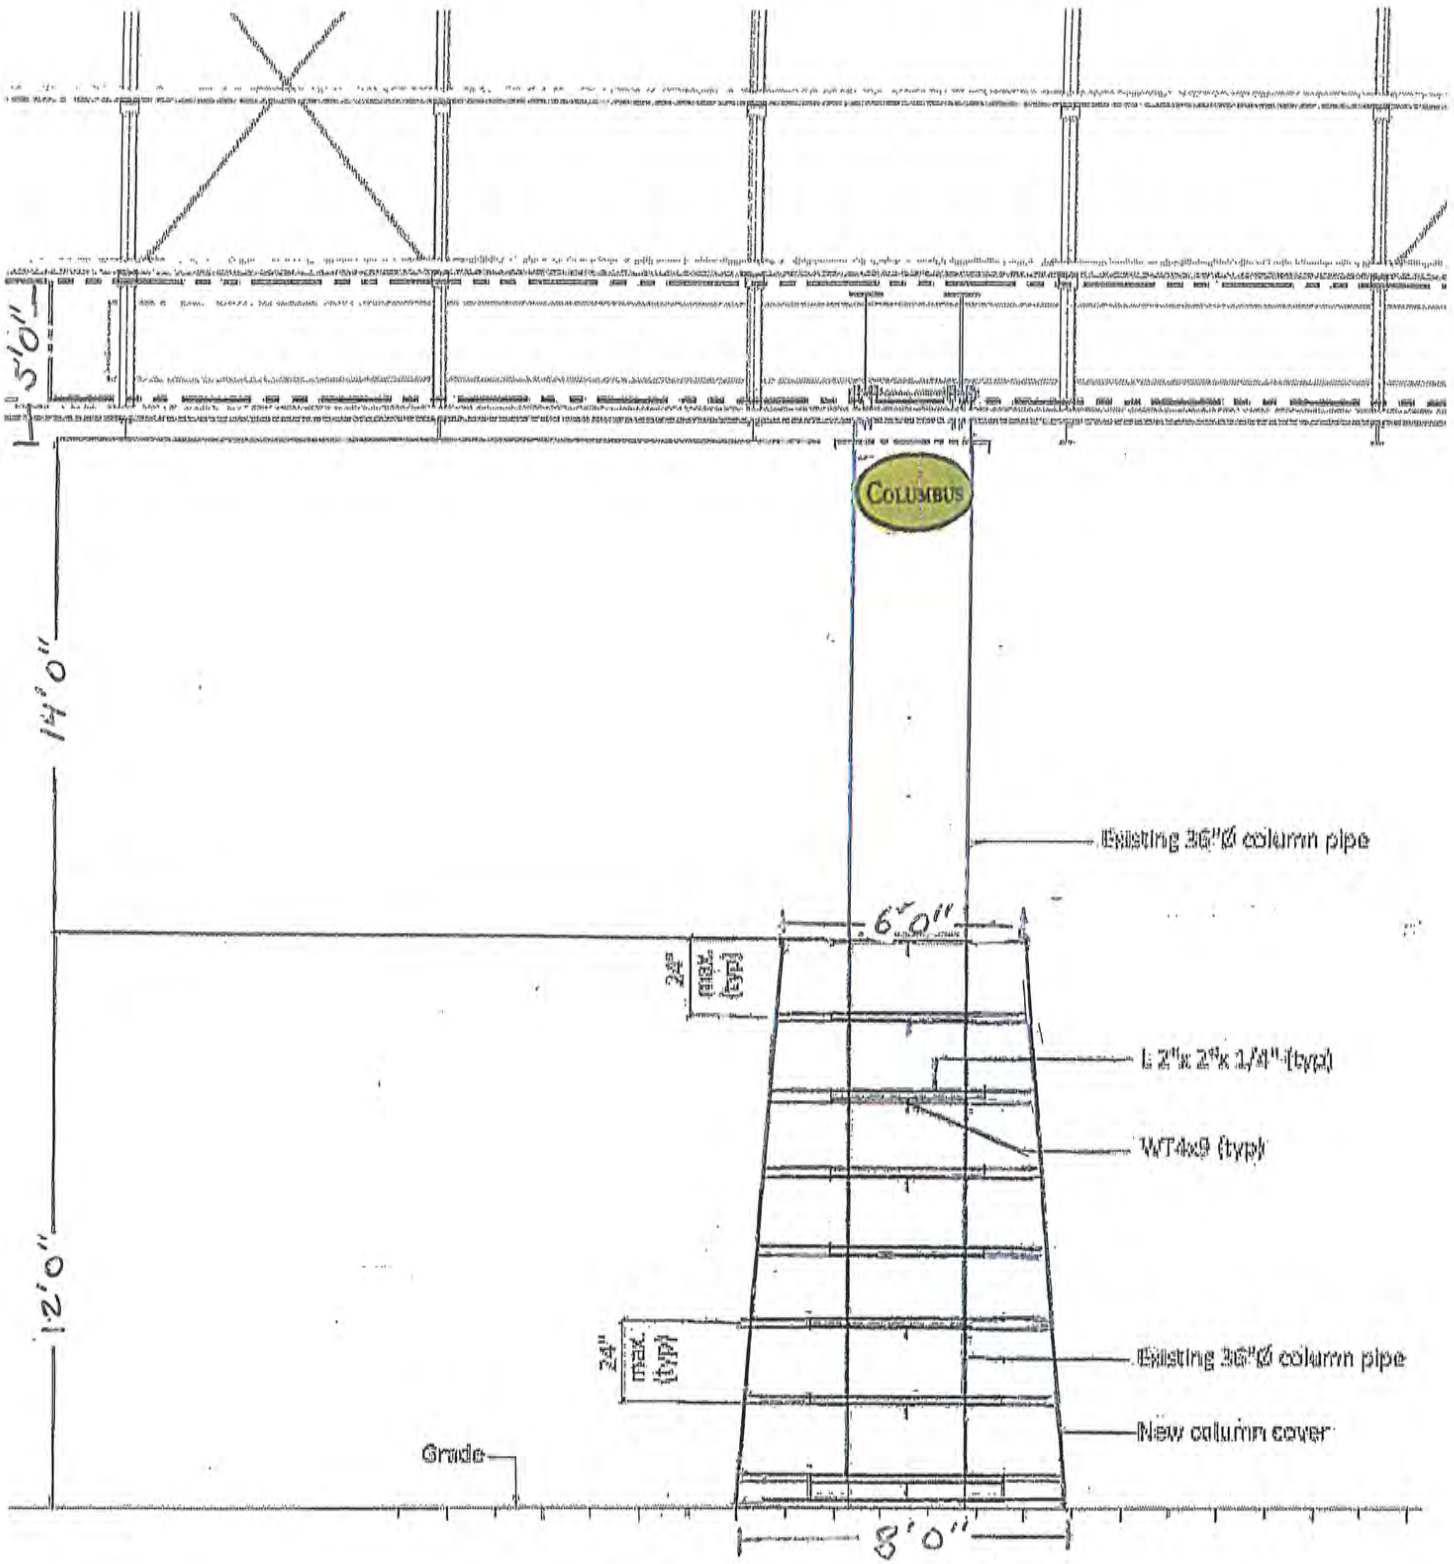 5'0"
COLUMBUS
14'0"
Existing 36"Ø column pipe
6'0"
24"
max.
(typ)
L 2"x 2"x 1/4" (typ)
WT4x9 (typ)
12'0"
24"
max.
(typ)
Existing 36"Ø column pipe
New column cover
Grade
8'0"